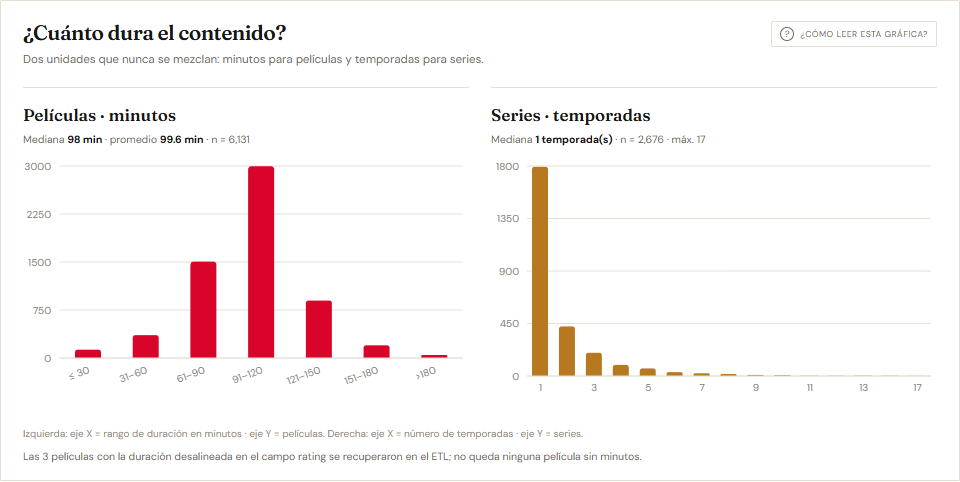 ¿Cuánto dura el contenido?
? ¿CÓMO LEER ESTA GRÁFICA?
Dos unidades que nunca se mezclan: minutos para películas y temporadas para series.
Películas · minutos
Mediana 98 min · promedio 99.6 min · n = 6,131
3000
2250
1500
750
0
≤ 30
31–60
61–90
91–120
121–150
151–180
>180
Series · temporadas
Mediana 1 temporada(s) · n = 2,676 · máx. 17
1800
1350
900
450
0
1
3
5
7
9
11
13
17
Izquierda: eje X = rango de duración en minutos · eje Y = películas. Derecha: eje X = número de temporadas · eje Y = series.
Las 3 películas con la duración desalineada en el campo rating se recuperaron en el ETL; no queda ninguna película sin minutos.